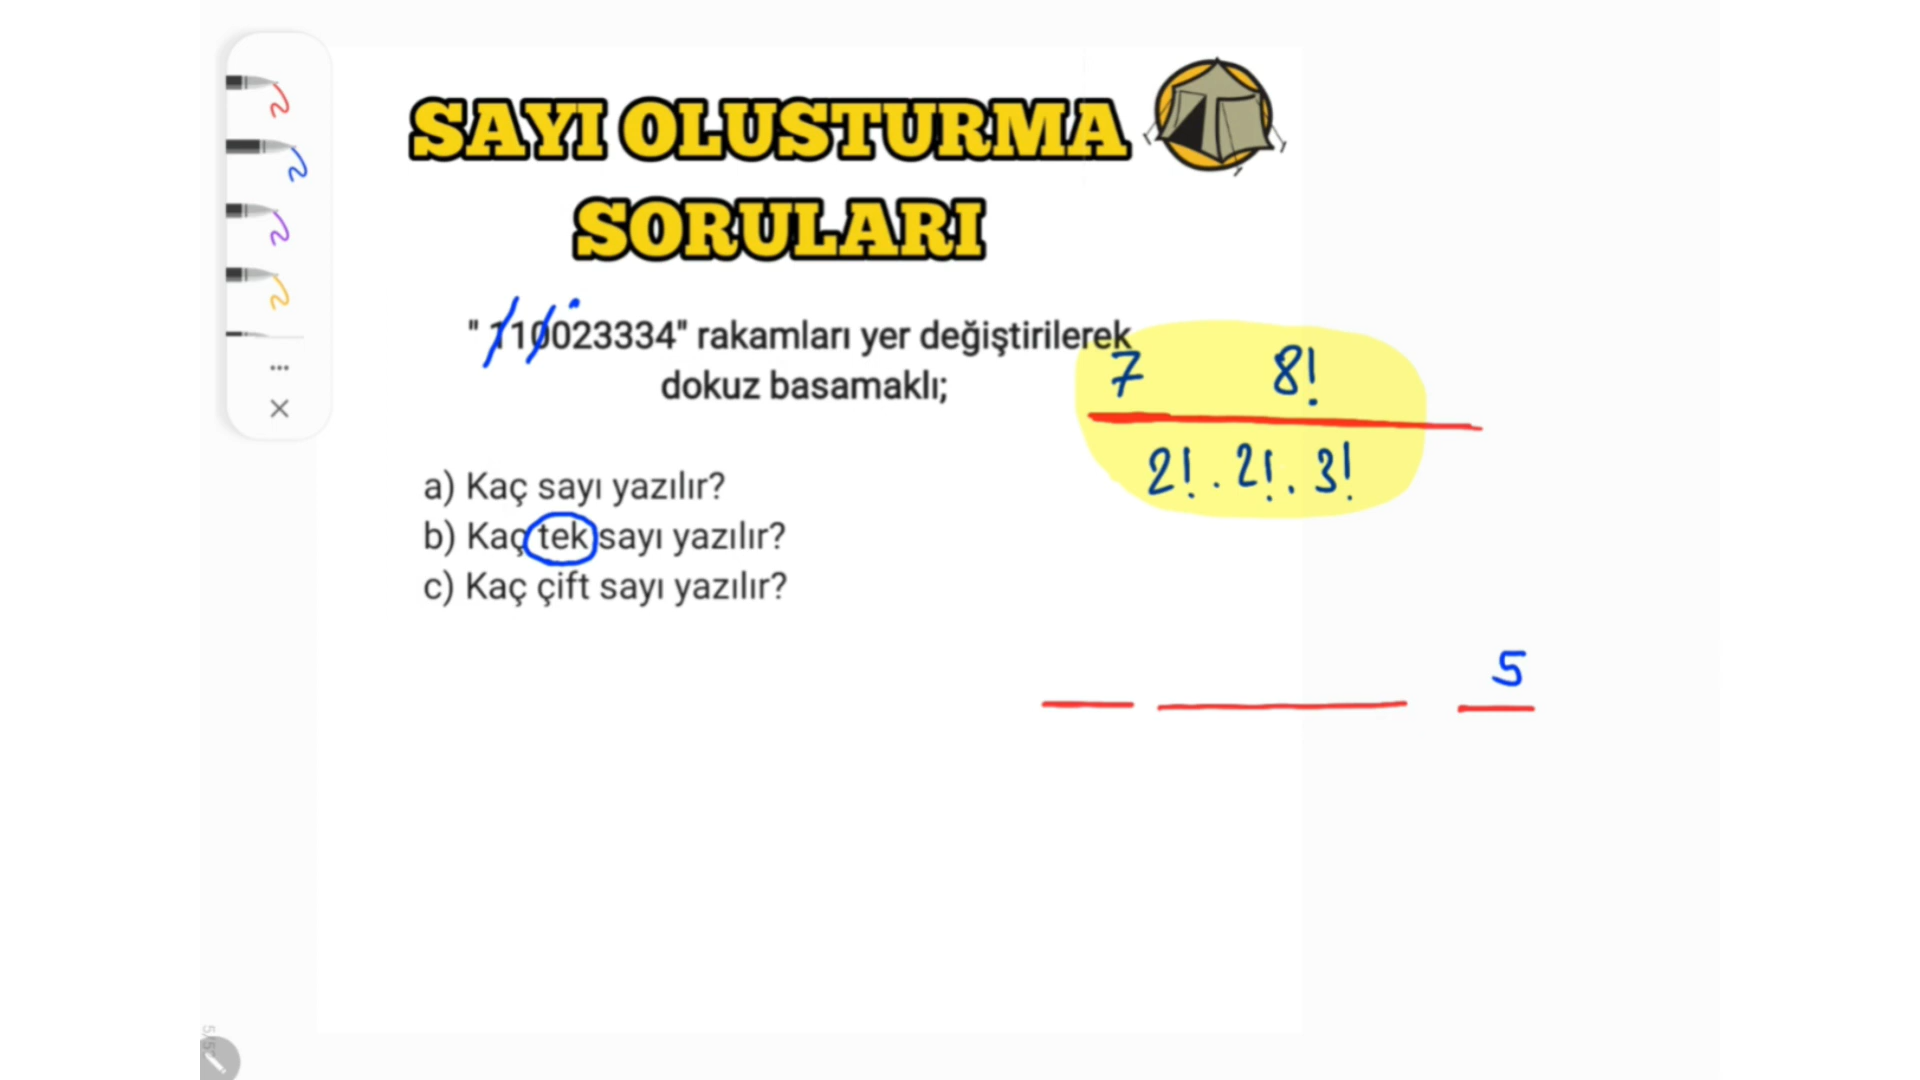 SAYI OLUSTURMA
SORULARI
" 110023334" rakamları yer değiştirilerek
dokuz basamaklı;
7 8!
2! . 2! . 3!
a) Kaç sayı yazılır?
b) Kaç tek sayı yazılır?
c) Kaç çift sayı yazılır?
5